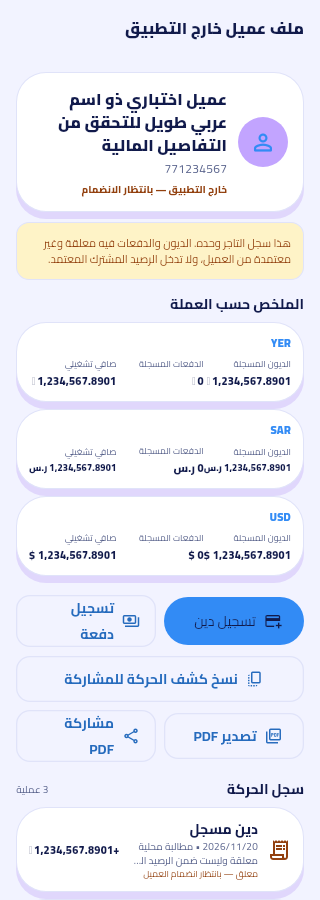 ملف عميل خارج التطبيق
عميل اختباري ذو اسم
عربي طويل للتحقق من
التفاصيل المالية
771234567
خارج التطبيق — بانتظار الانضمام
هذا سجل التاجر وحده. الديون والدفعات فيه معلقة وغير
معتمدة من العميل، ولا تدخل الرصيد المشترك المعتمد.
الملخص حسب العملة
YER
الديون المسجلة الدفعات المسجلة صافي تشغيلي
1,234,567.8901 0 1,234,567.8901
SAR
الديون المسجلة الدفعات المسجلة صافي تشغيلي
1,234,567.8901 ر.س 0 ر.س 1,234,567.8901 ر.س
USD
الديون المسجلة الدفعات المسجلة صافي تشغيلي
1,234,567.8901 $ 0 $ 1,234,567.8901 $
تسجيل دين
تسجيل
دفعة
نسخ كشف الحركة للمشاركة
تصدير PDF
مشاركة
PDF
سجل الحركة 3 عملية
دين مسجل
2026/11/20 • مطالبة محلية
معلقة وليست ضمن الرصيد الـ...
معلق — بانتظار انضمام العميل
+1,234,567.8901